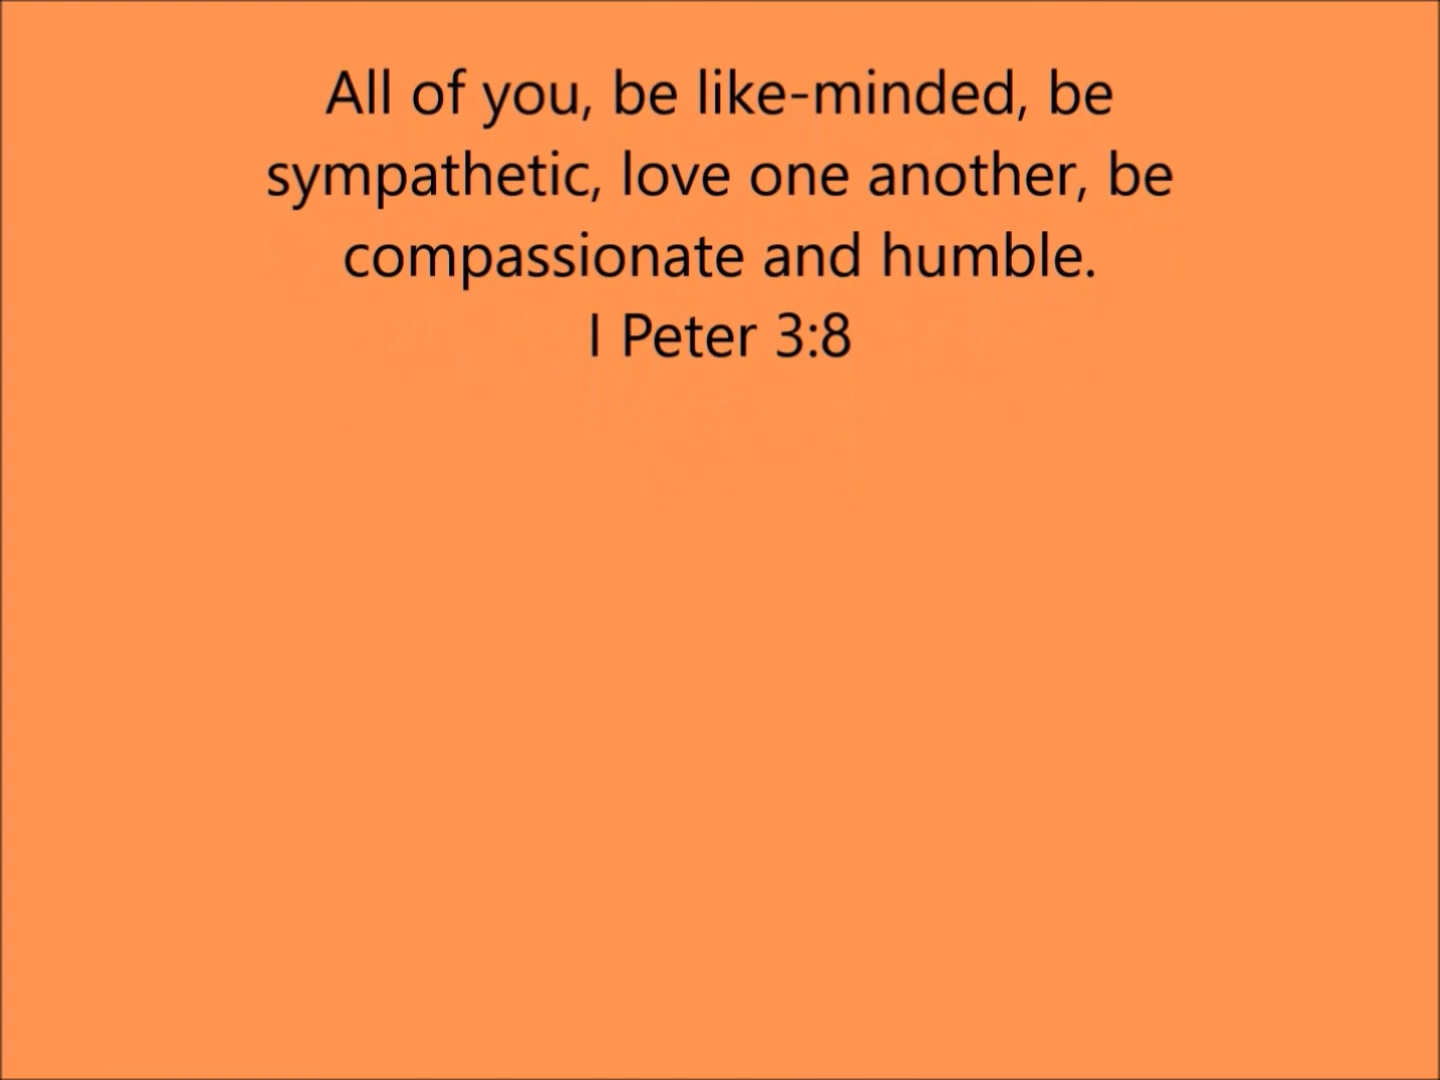 All of you, be like-minded, be
sympathetic, love one another, be
compassionate and humble.
I Peter 3:8